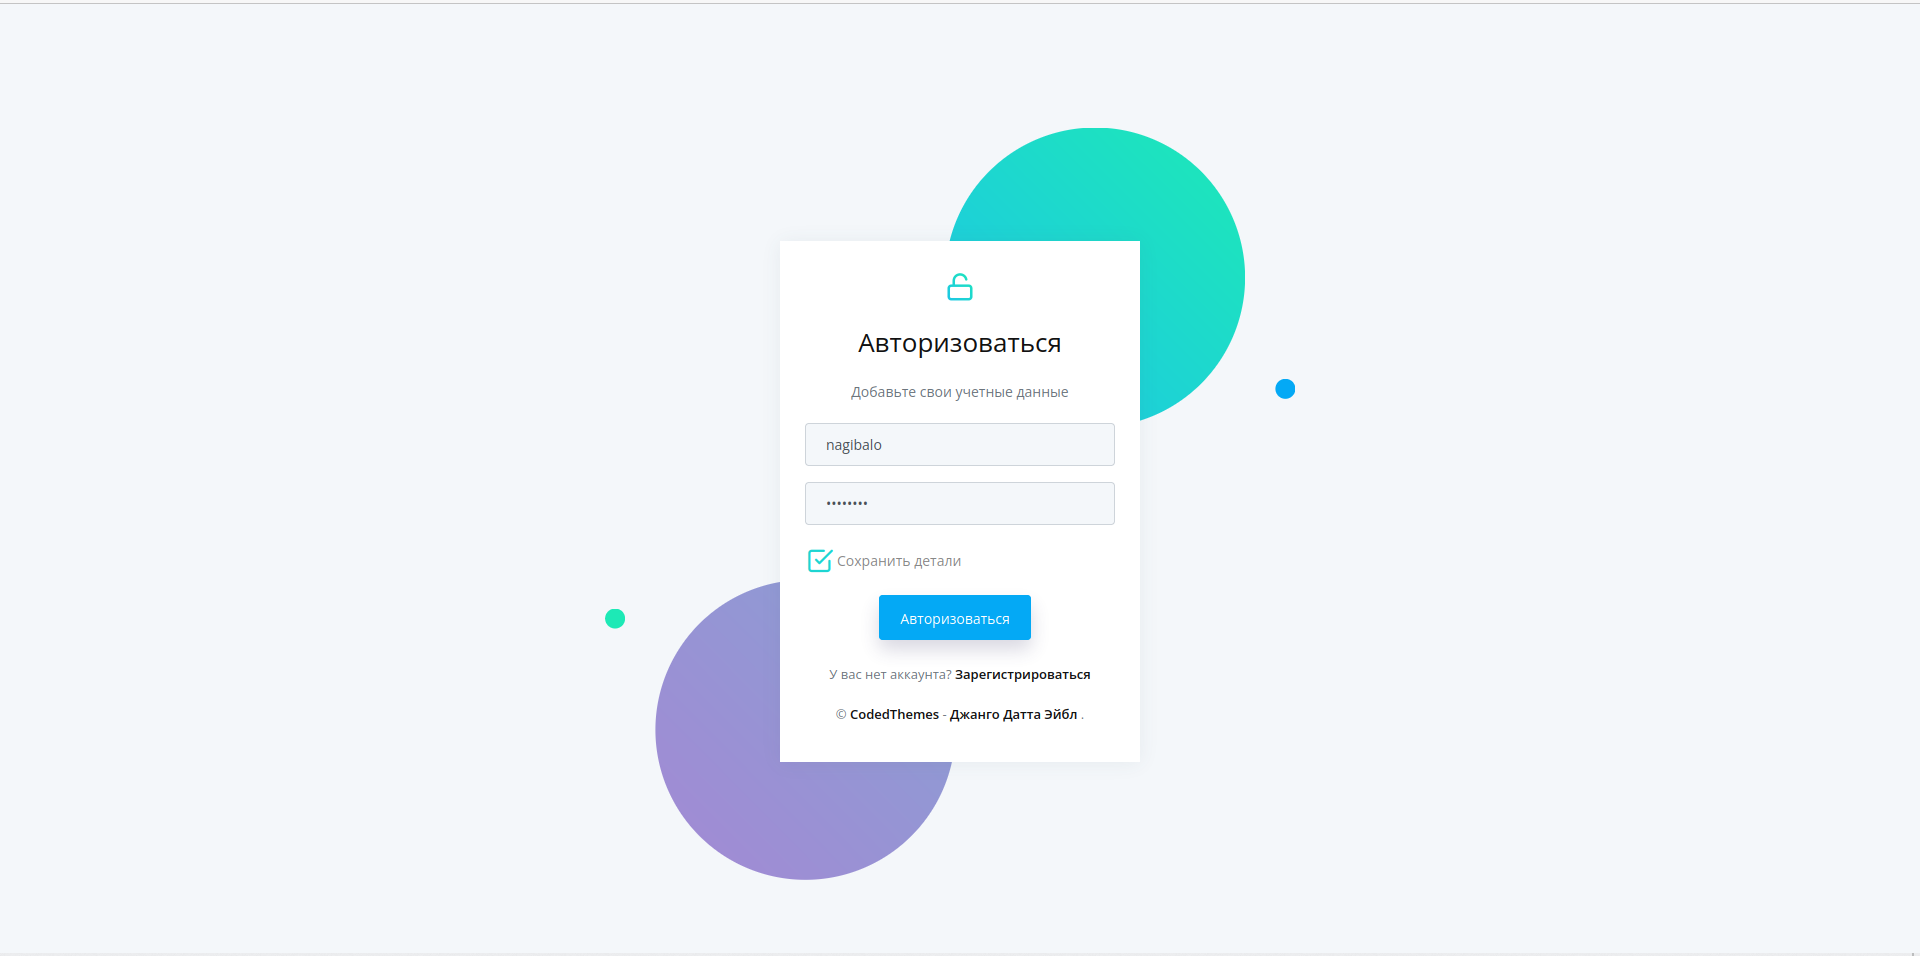 Авторизоваться
Добавьте свои учетные данные
nagibalo
••••••••
Сохранить детали
Авторизоваться
У вас нет аккаунта? Зарегистрироваться
© CodedThemes - Джанго Датта Эйбл .